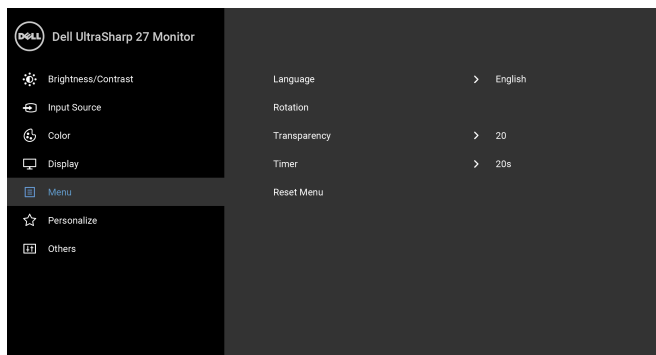 DELL Dell UltraSharp 27 Monitor
Brightness/Contrast
Input Source
Color
Display
Menu
Personalize
Others
Language English
Rotation
Transparency 20
Timer 20s
Reset Menu